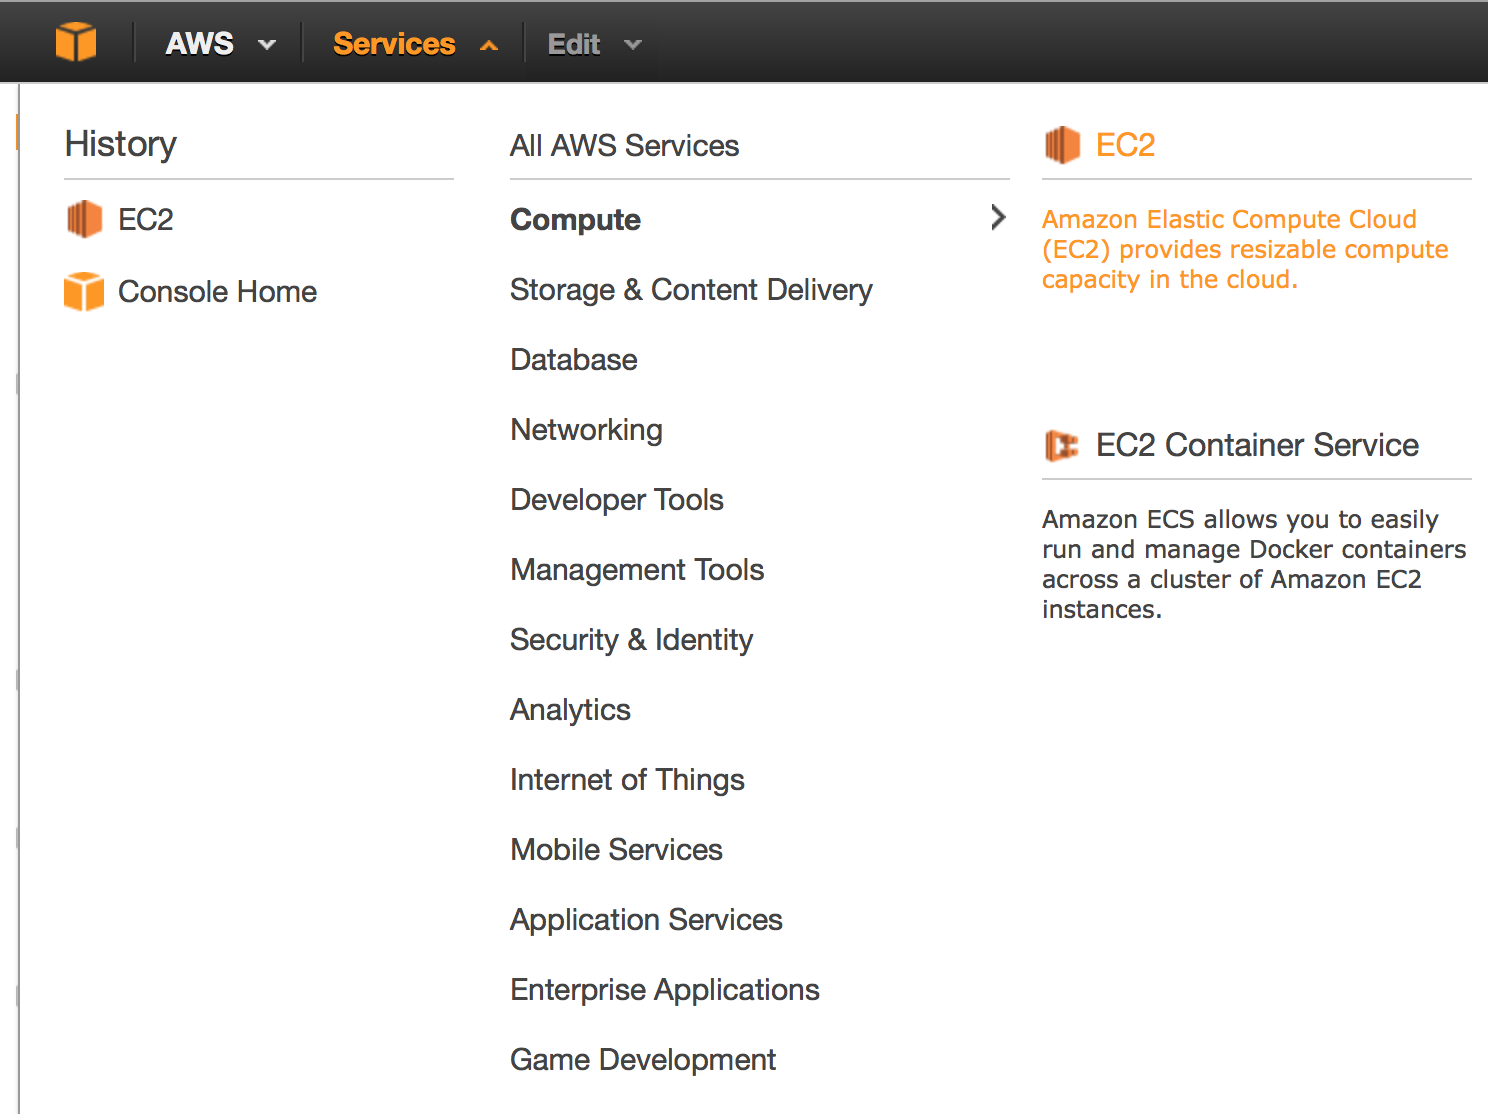 AWS
Services
Edit
History
EC2
Console Home
All AWS Services
Compute
Storage & Content Delivery
Database
Networking
Developer Tools
Management Tools
Security & Identity
Analytics
Internet of Things
Mobile Services
Application Services
Enterprise Applications
Game Development
EC2
Amazon Elastic Compute Cloud
(EC2) provides resizable compute
capacity in the cloud.
EC2 Container Service
Amazon ECS allows you to easily
run and manage Docker containers
across a cluster of Amazon EC2
instances.